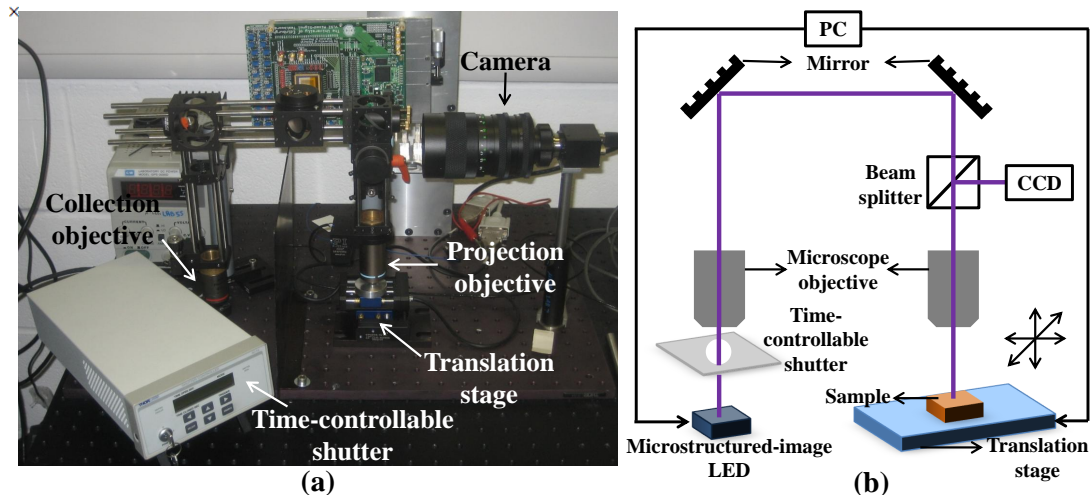 Camera
Collection
objective
Projection
objective
Translation
stage
Time-controllable
shutter
(a)
PC
Mirror
Beam
splitter
CCD
Microscope
objective
Time-
controllable
shutter
Sample
Microstructured-image
LED
Translation
stage
(b)